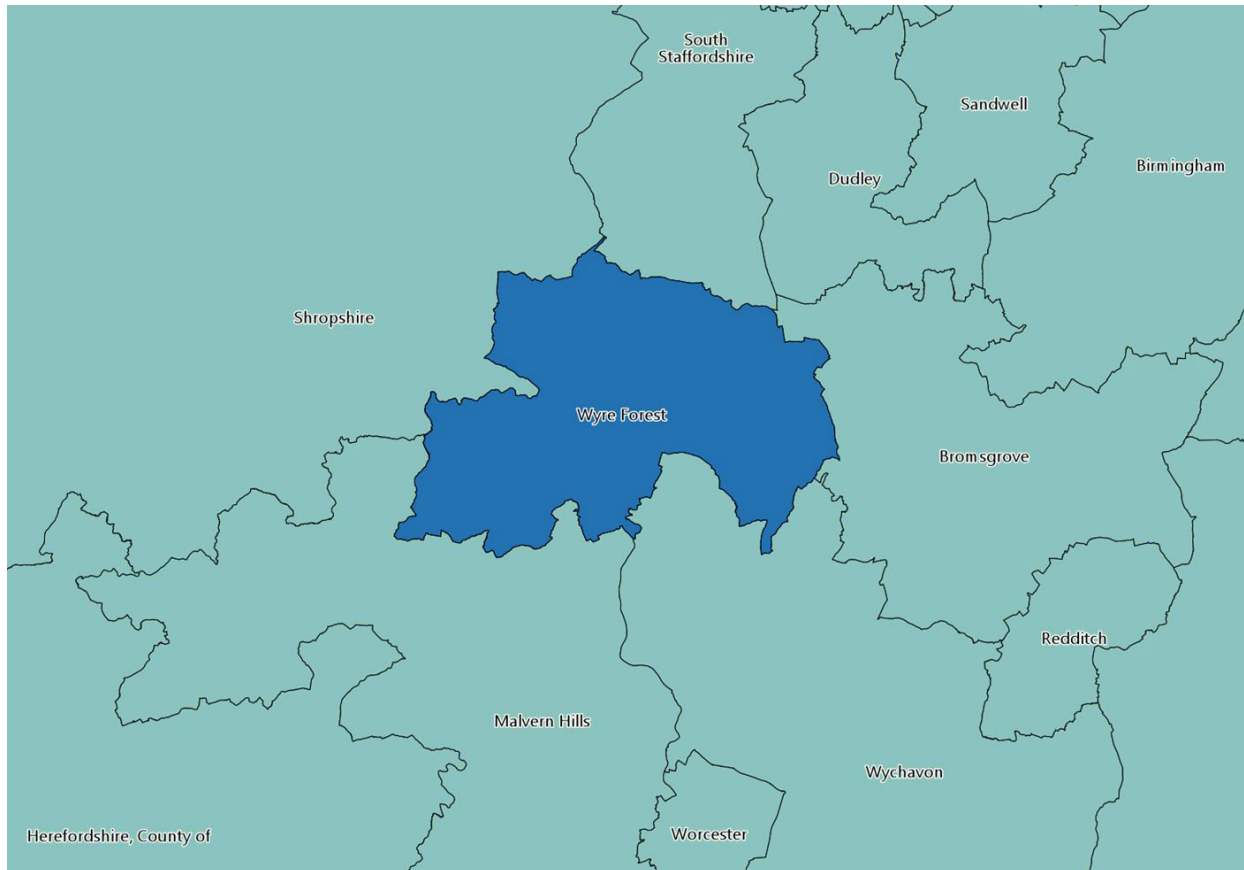 South
Staffordshire
Sandwell
Birmingham
Dudley
Shropshire
Wyre Forest
Bromsgrove
Redditch
Malvern Hills
Wychavon
Worcester
Herefordshire, County of